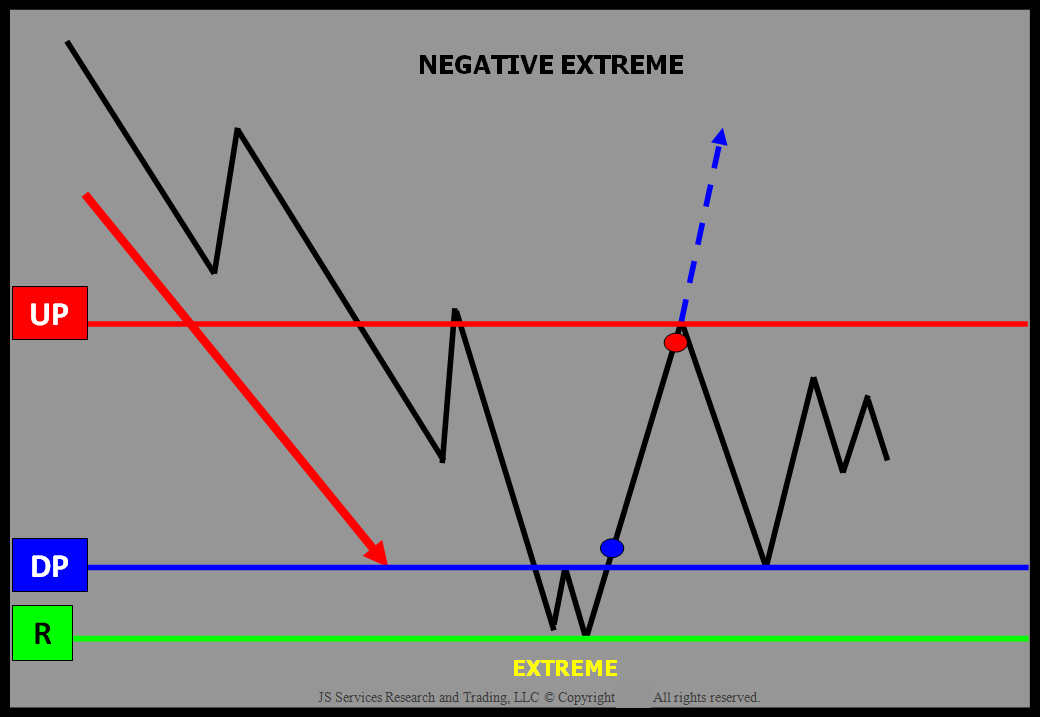 NEGATIVE EXTREME
UP
DP
R
EXTREME
JS Services Research and Trading, LLC © Copyright All rights reserved.